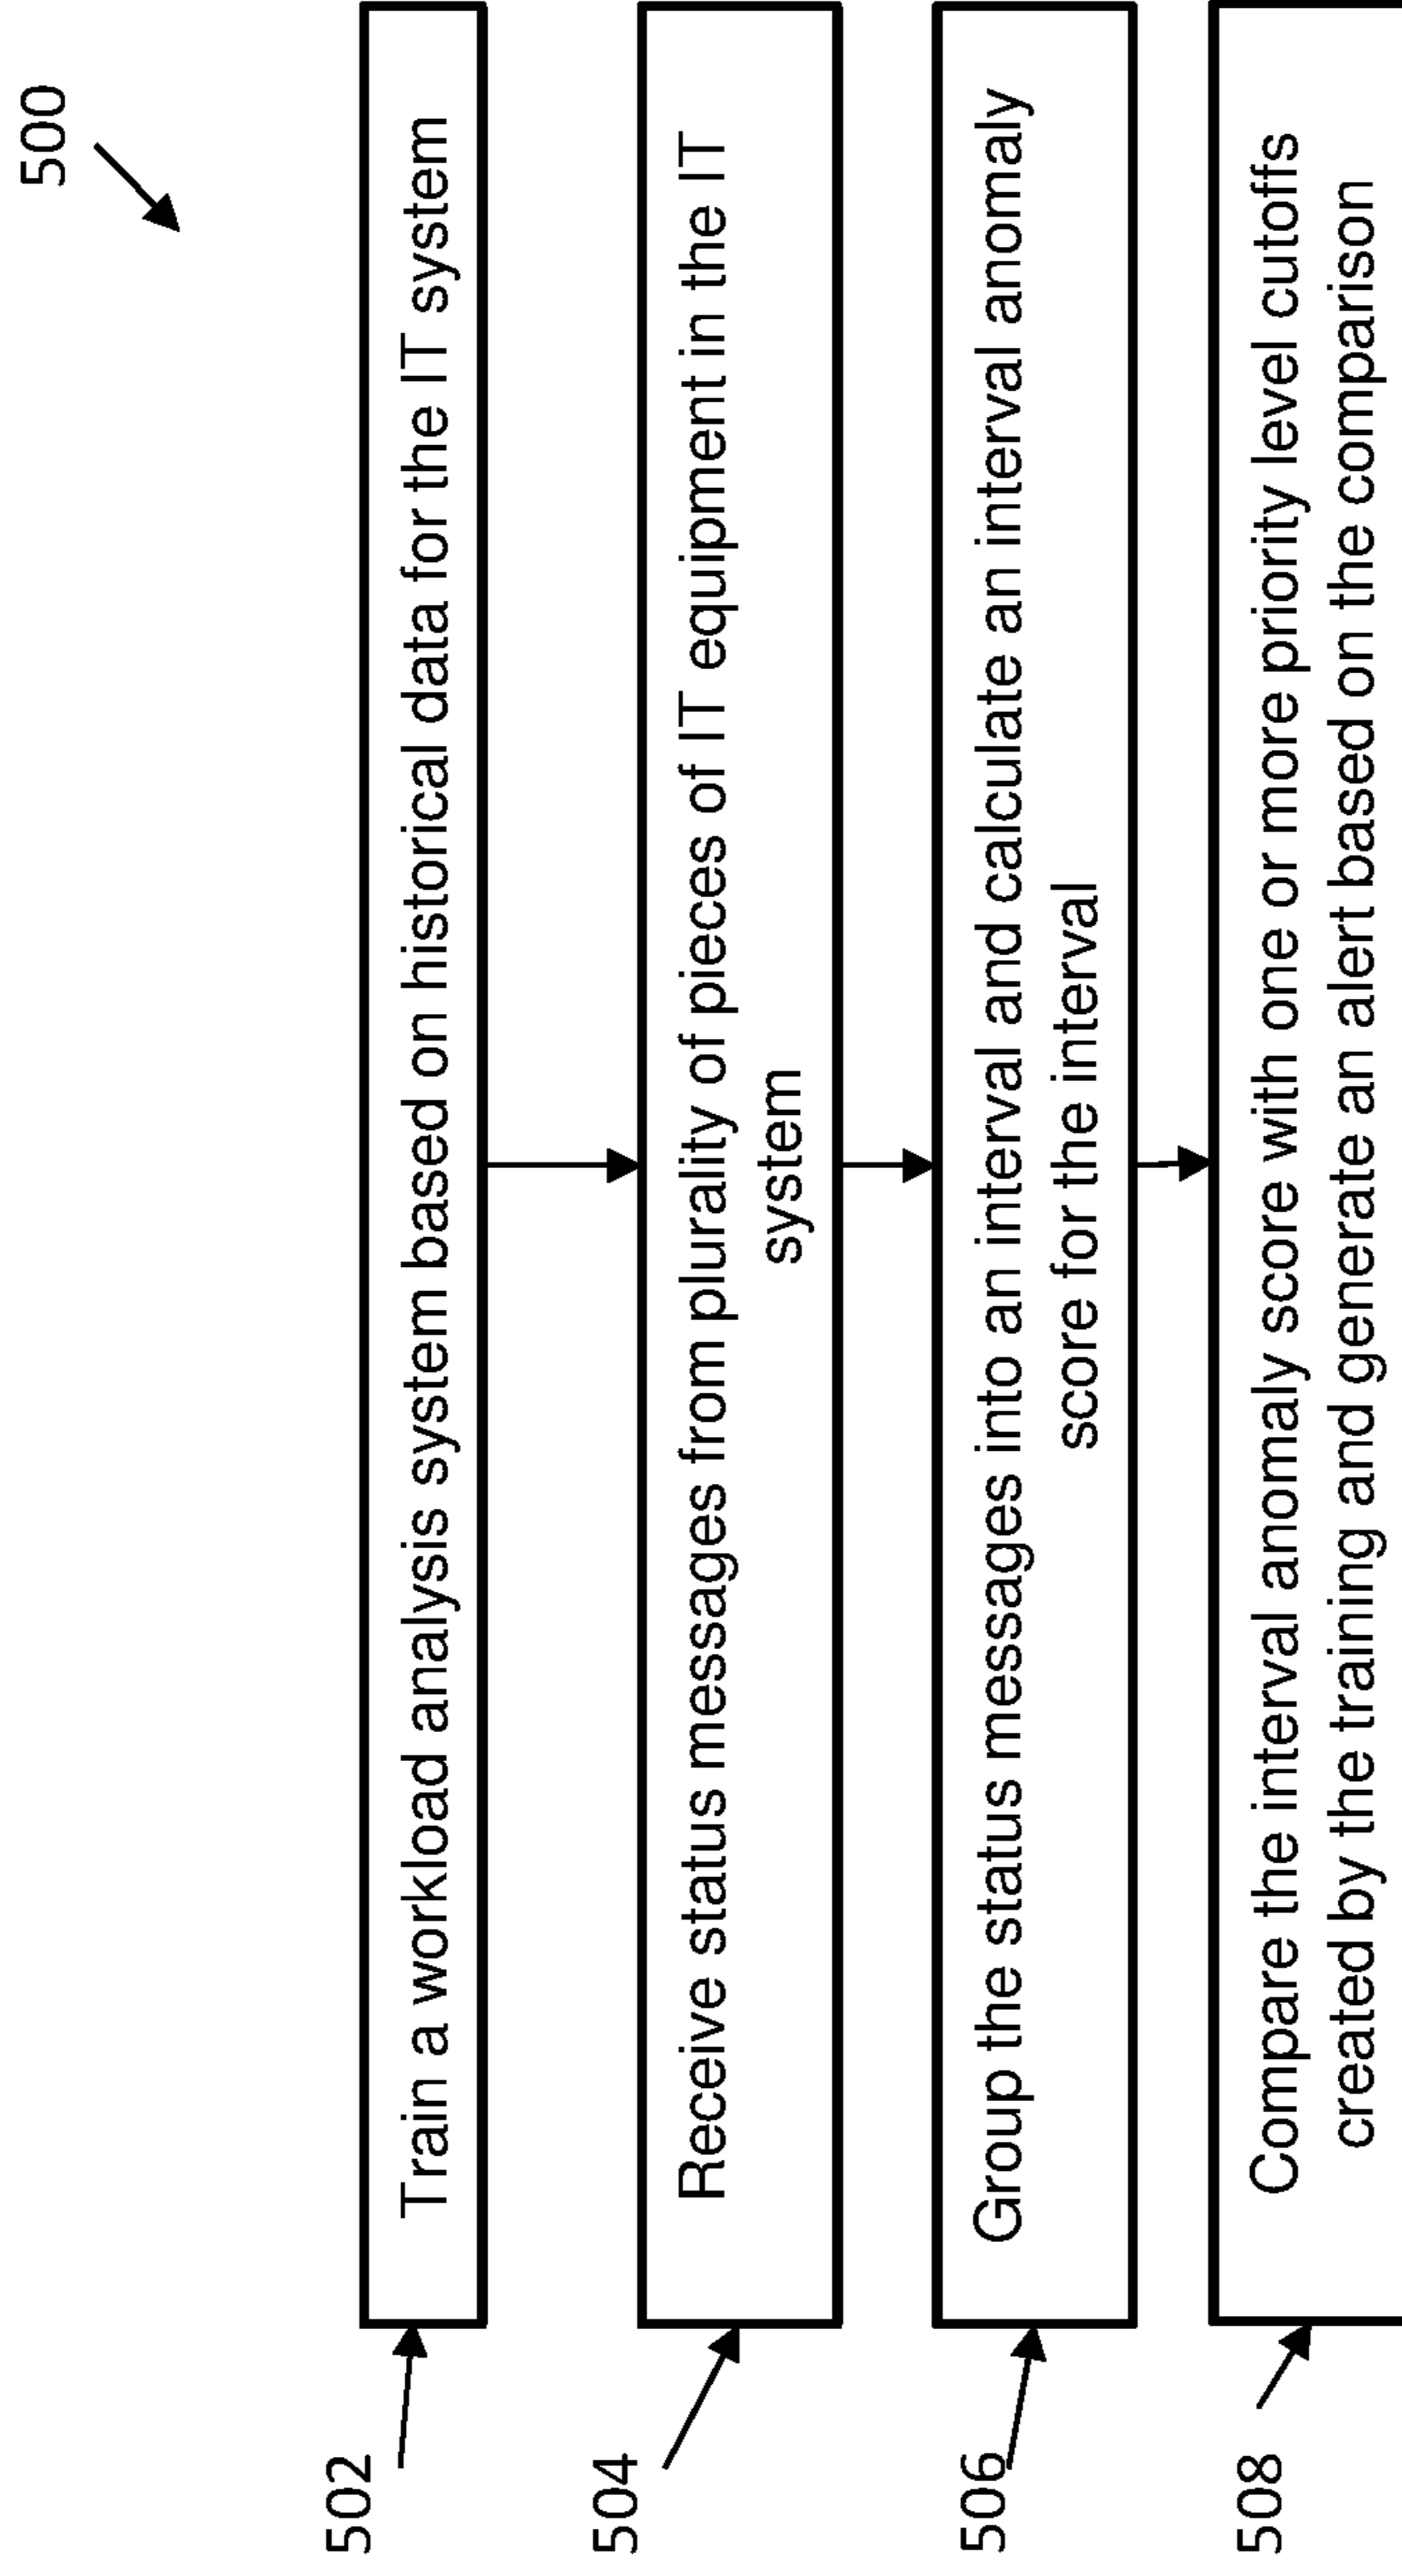 500
502
Train a workload analysis system based on historical data for the IT system
504
Receive status messages from plurality of pieces of IT equipment in the IT
system
506
Group the status messages into an interval and calculate an interval anomaly
score for the interval
508
Compare the interval anomaly score with one or more priority level cutoffs
created by the training and generate an alert based on the comparison